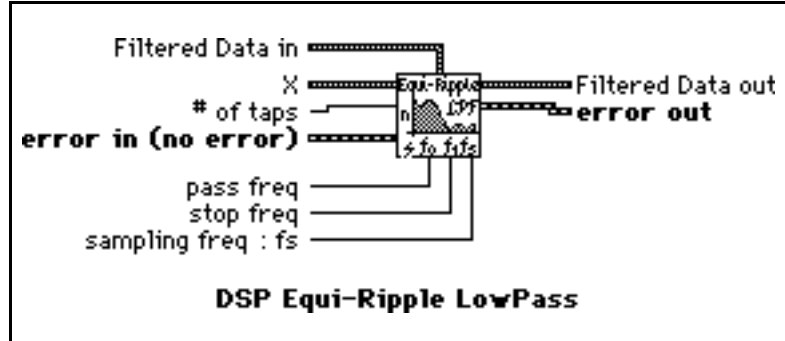 Filtered Data in
X
# of taps
error in (no error)
pass freq
stop freq
sampling freq : fs
Equi-Ripple
LPF
n
f0 f1 fs
Filtered Data out
error out
DSP Equi-Ripple LowPass